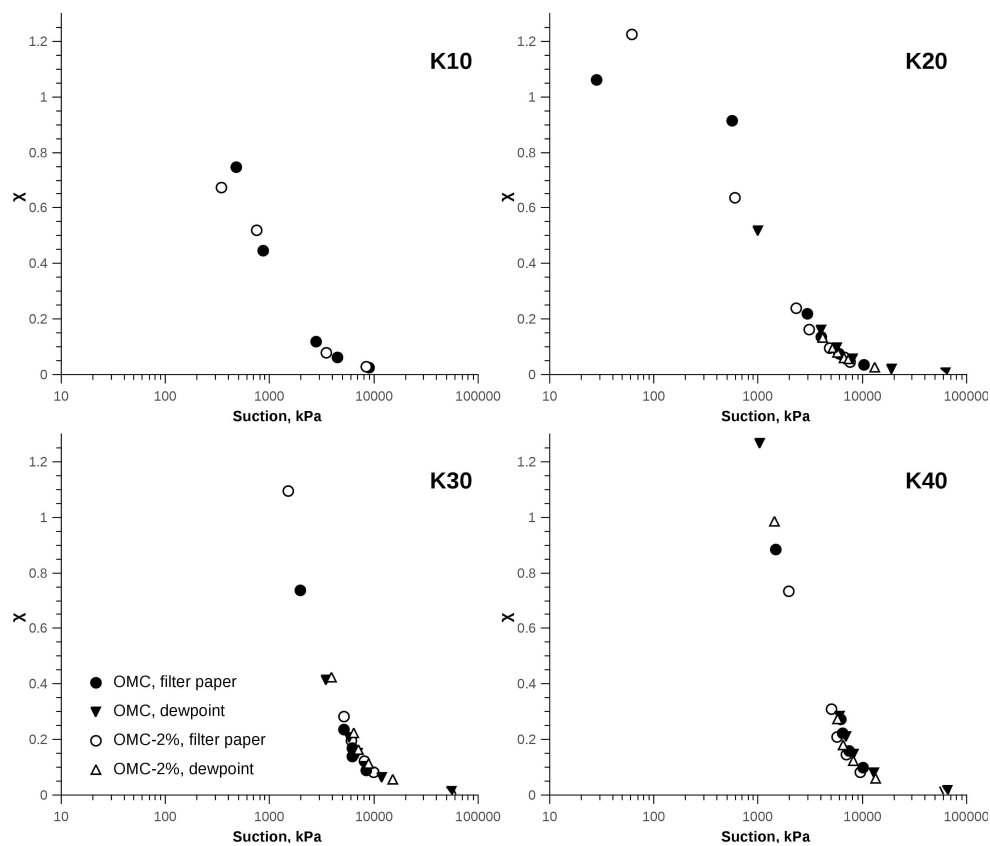 K10
1.2
1
0.8
0.6
0.4
0.2
0
χ
10 100 1000 10000 100000
Suction, kPa
K20
1.2
1
0.8
0.6
0.4
0.2
0
χ
10 100 1000 10000 100000
Suction, kPa
K30
1.2
1
0.8
0.6
0.4
0.2
0
χ
OMC, filter paper
OMC, dewpoint
OMC-2%, filter paper
OMC-2%, dewpoint
10 100 1000 10000 100000
Suction, kPa
K40
1.2
1
0.8
0.6
0.4
0.2
0
χ
10 100 1000 10000 100000
Suction, kPa